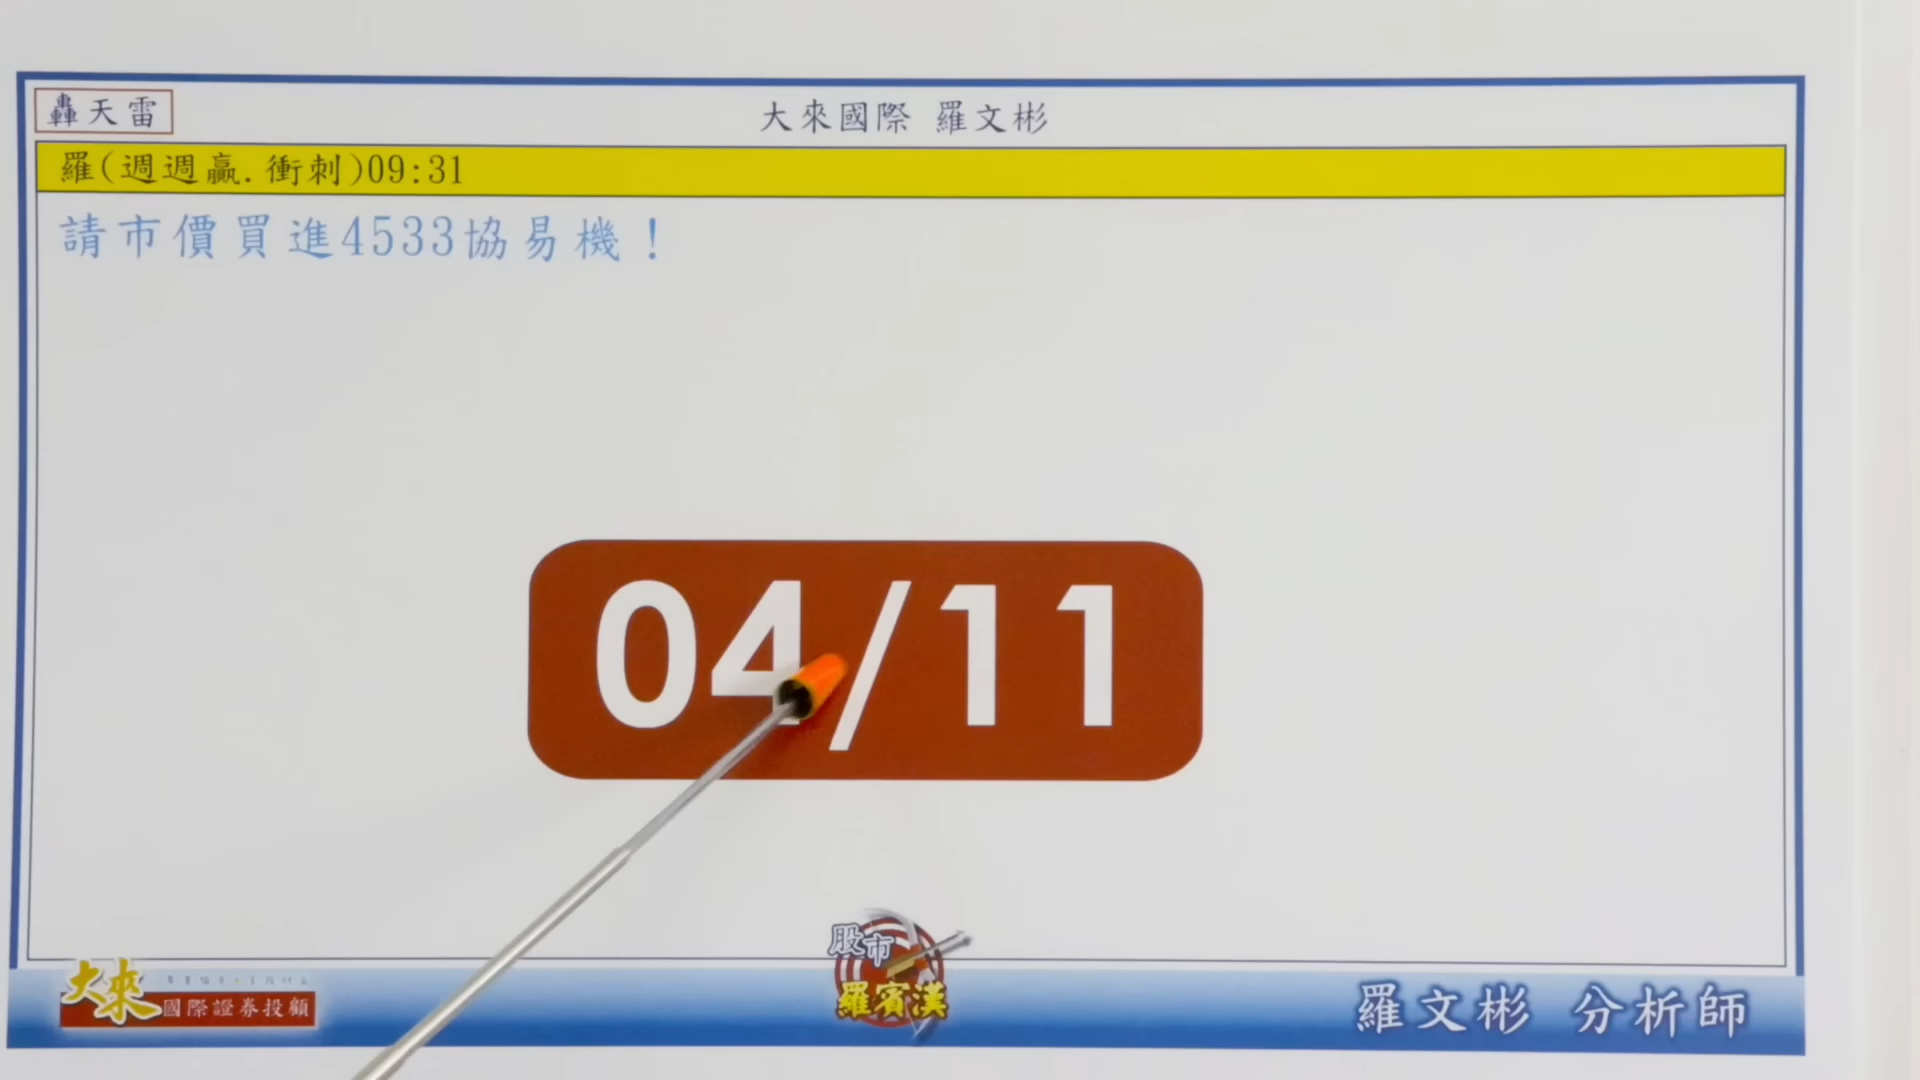 轟天雷
大來國際 羅文彬
羅(週週贏.衝刺)09:31
請市價買進4533協易機！
04/11
大來
國際證券投顧
股市
羅賓漢
羅文彬 分析師